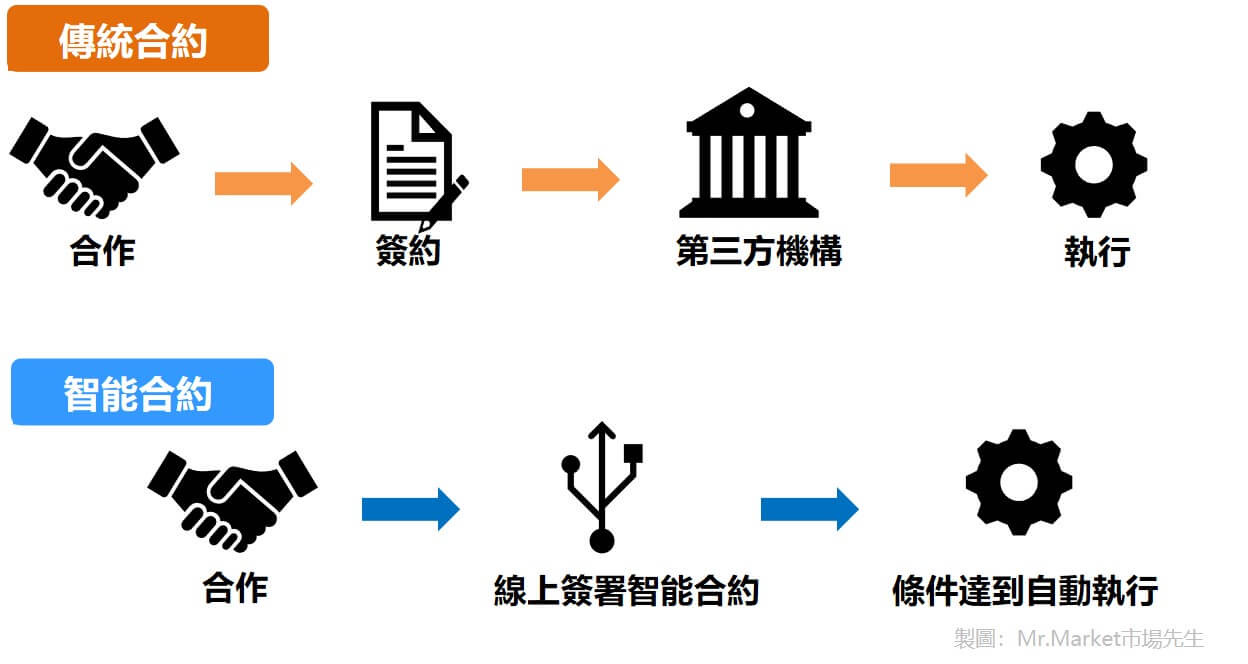 傳統合約
合作
簽約
第三方機構
執行
智能合約
合作
線上簽署智能合約
條件達到自動執行
製圖：Mr.Market市場先生